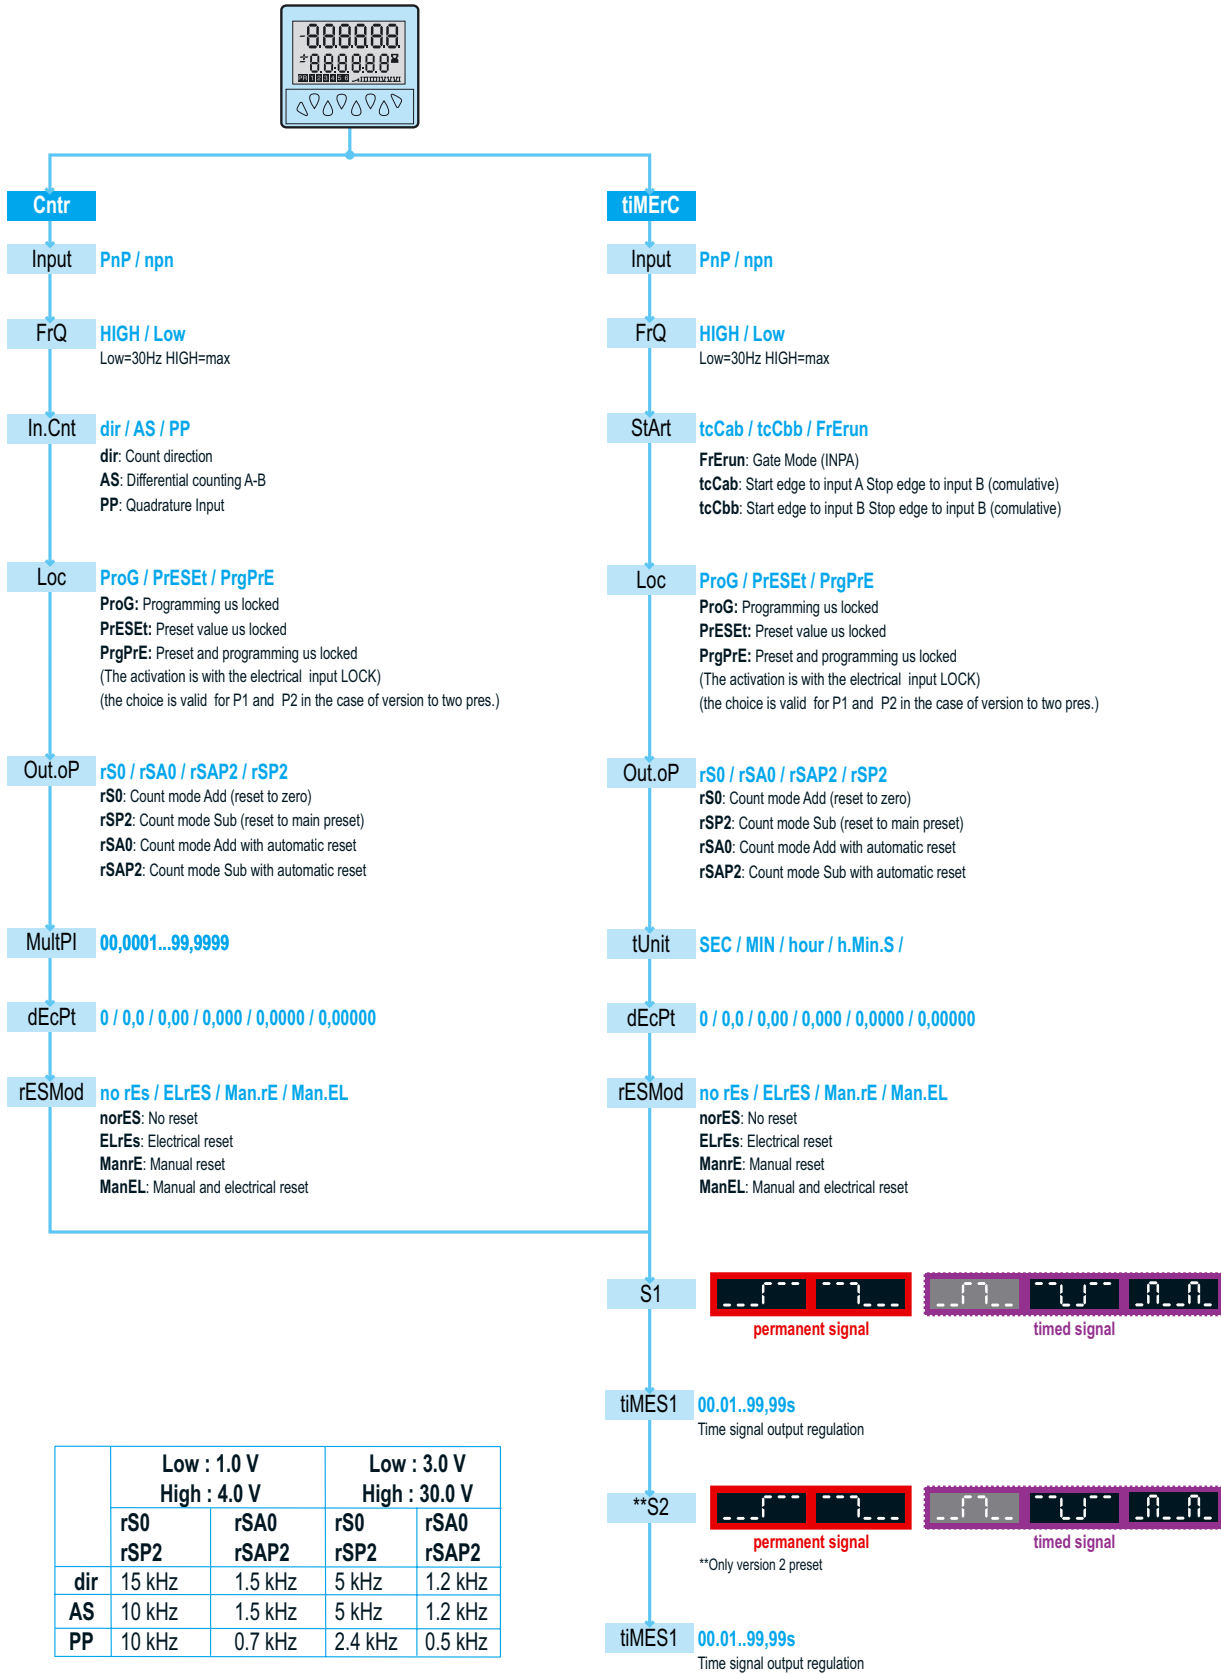 -8.8.8.8.8.8.
8.8.8.8.8.8
PR 1 2 3 4 5 6
Cntr
Input PnP / npn
FrQ HIGH / Low
Low=30Hz HIGH=max
In.Cnt dir / AS / PP
dir: Count direction
AS: Differential counting A-B
PP: Quadrature Input
Loc ProG / PrESEt / PrgPrE
ProG: Programming us locked
PrESEt: Preset value us locked
PrgPrE: Preset and programming us locked
(The activation is with the electrical input LOCK)
(the choice is valid for P1 and P2 in the case of version to two pres.)
Out.oP rS0 / rSA0 / rSAP2 / rSP2
rS0: Count mode Add (reset to zero)
rSP2: Count mode Sub (reset to main preset)
rSA0: Count mode Add with automatic reset
rSAP2: Count mode Sub with automatic reset
MultPl 00,0001...99,9999
dEcPt 0 / 0,0 / 0,00 / 0,000 / 0,0000 / 0,00000
rESMod no rEs / ELrES / Man.rE / Man.EL
norES: No reset
ELrEs: Electrical reset
ManrE: Manual reset
ManEL: Manual and electrical reset
tiMErC
Input PnP / npn
FrQ HIGH / Low
Low=30Hz HIGH=max
StArt tcCab / tcCbb / FrErun
FrErun: Gate Mode (INPA)
tcCab: Start edge to input A Stop edge to input B (comulative)
tcCbb: Start edge to input B Stop edge to input B (comulative)
Loc ProG / PrESEt / PrgPrE
ProG: Programming us locked
PrESEt: Preset value us locked
PrgPrE: Preset and programming us locked
(The activation is with the electrical input LOCK)
(the choice is valid for P1 and P2 in the case of version to two pres.)
Out.oP rS0 / rSA0 / rSAP2 / rSP2
rS0: Count mode Add (reset to zero)
rSP2: Count mode Sub (reset to main preset)
rSA0: Count mode Add with automatic reset
rSAP2: Count mode Sub with automatic reset
tUnit SEC / MIN / hour / h.Min.S /
dEcPt 0 / 0,0 / 0,00 / 0,000 / 0,0000 / 0,00000
rESMod no rEs / ELrES / Man.rE / Man.EL
norES: No reset
ELrEs: Electrical reset
ManrE: Manual reset
ManEL: Manual and electrical reset
S1
permanent signal timed signal
tiMES1 00.01..99,99s
Time signal output regulation
**S2
permanent signal timed signal
**Only version 2 preset
tiMES1 00.01..99,99s
Time signal output regulation
Low : 1.0 V Low : 3.0 V
High : 4.0 V High : 30.0 V
rS0 rSA0 rS0 rSA0
rSP2 rSAP2 rSP2 rSAP2
dir 15 kHz 1.5 kHz 5 kHz 1.2 kHz
AS 10 kHz 1.5 kHz 5 kHz 1.2 kHz
PP 10 kHz 0.7 kHz 2.4 kHz 0.5 kHz